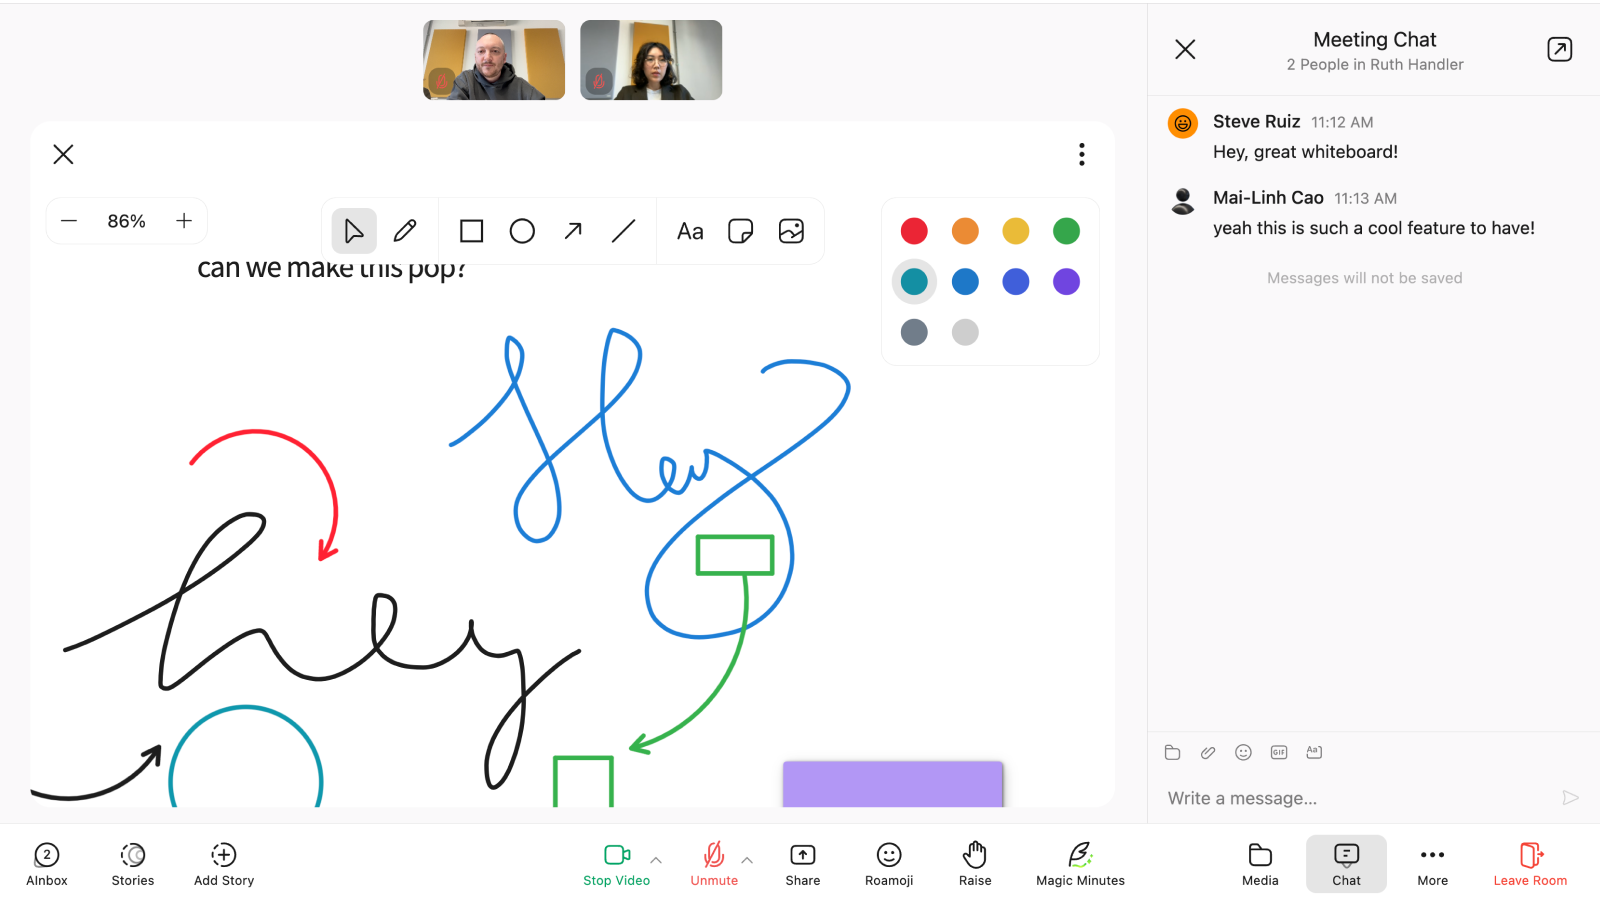 Meeting Chat
2 People in Ruth Handler
86%
Aa
can we make this pop?
Hey
hey
Steve Ruiz 11:12 AM
Hey, great whiteboard!
Mai-Linh Cao 11:13 AM
yeah this is such a cool feature to have!
Messages will not be saved
GIF
Aa
Write a message...
2
AInbox
Stories
Add Story
Stop Video
Unmute
Share
Roamoji
Raise
Magic Minutes
Media
Chat
More
Leave Room